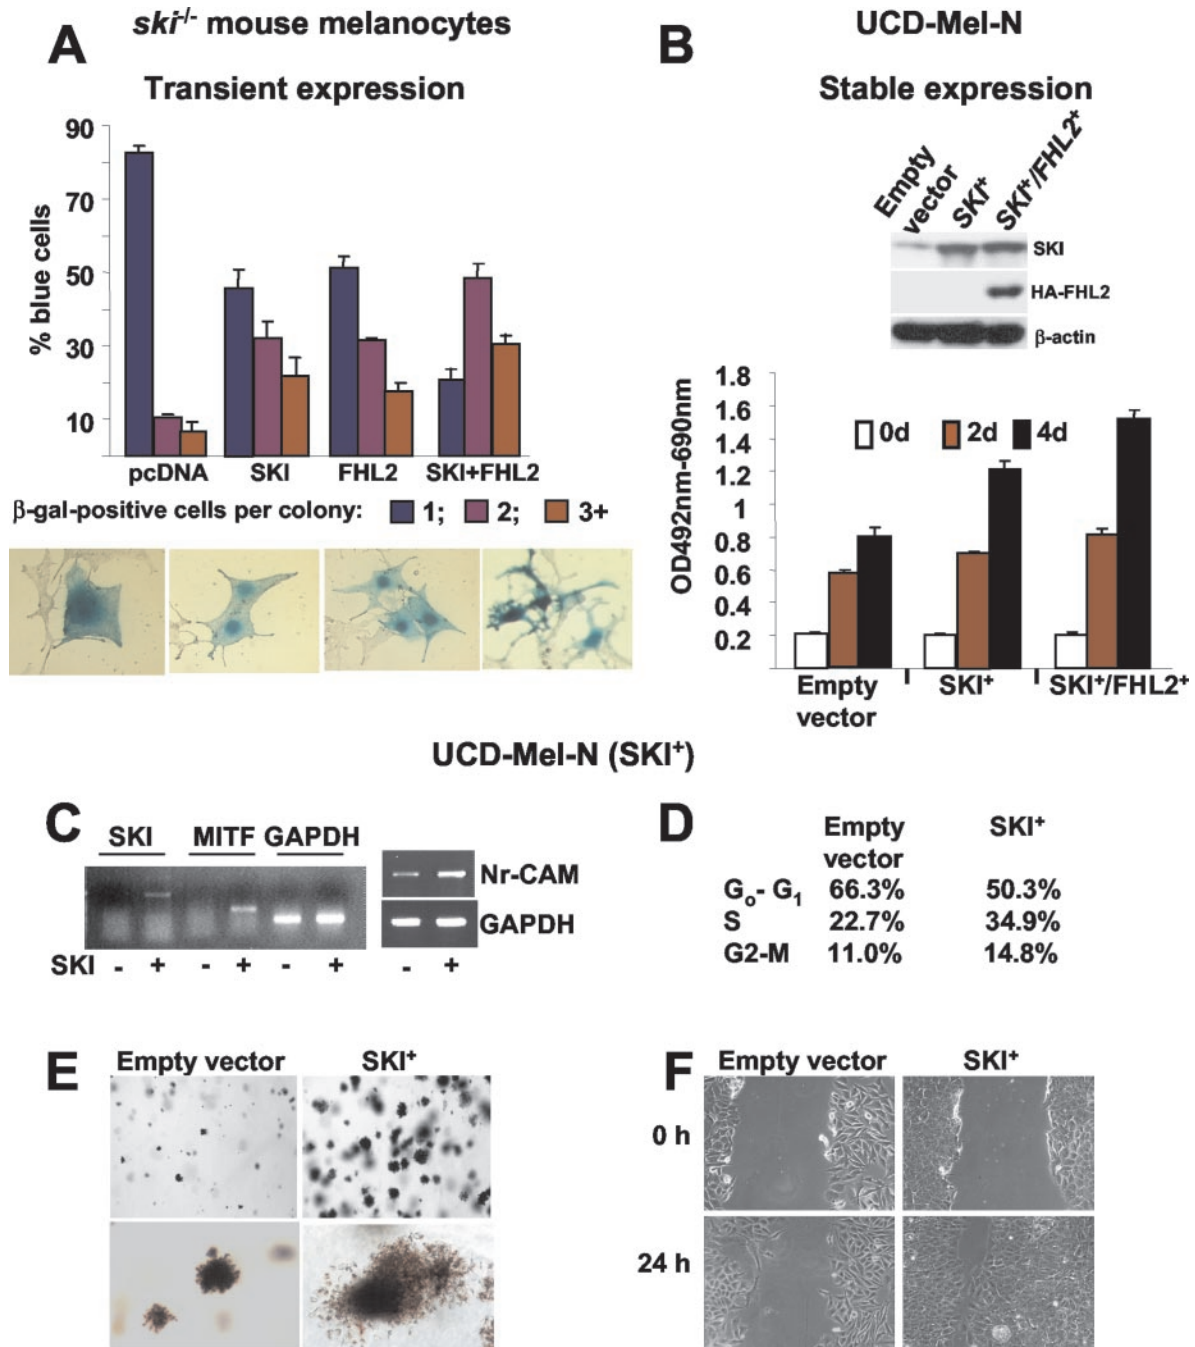 A
ski-/- mouse melanocytes
Transient expression
% blue cells
90
70
50
30
10
pcDNA SKI FHL2 SKI+FHL2
β-gal-positive cells per colony: 1; 2; 3+
B
UCD-Mel-N
Stable expression
Empty vector
SKI+
SKI+/FHL2+
SKI
HA-FHL2
β-actin
OD492nm-690nm
1.8
1.6
1.4
1.2
1
0.8
0.6
0.4
0.2
0d 2d 4d
Empty vector
SKI+
SKI+/FHL2+
UCD-Mel-N (SKI+)
C
SKI MITF GAPDH
SKI - + - + - +
Nr-CAM
GAPDH
- +
D
Empty vector SKI+
Go- G1 66.3% 50.3%
S 22.7% 34.9%
G2-M 11.0% 14.8%
E
Empty vector SKI+
F
Empty vector SKI+
0 h
24 h